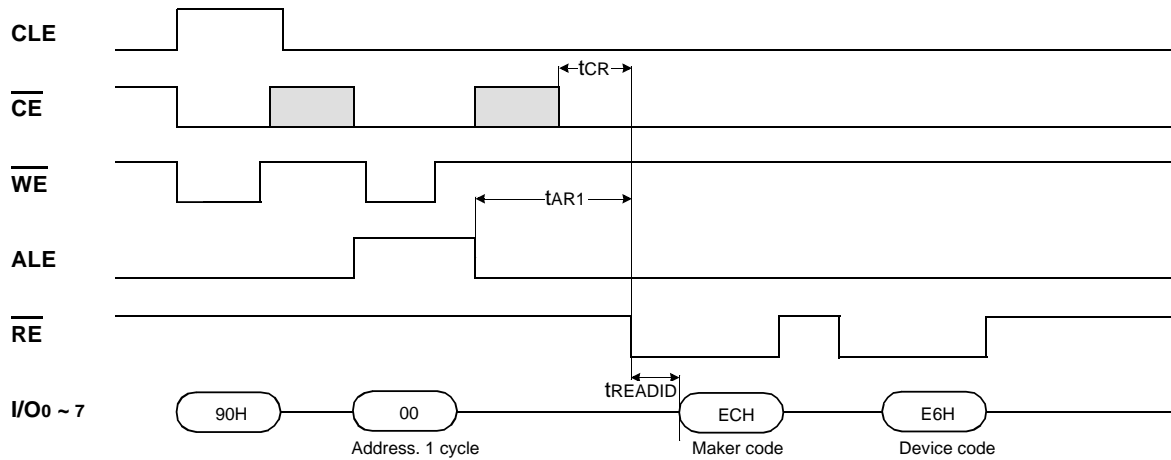 CLE
tCR
CE
WE
tAR1
ALE
RE
tREADID
I/O0 ~ 7
90H
00
ECH
E6H
Address. 1 cycle
Maker code
Device code